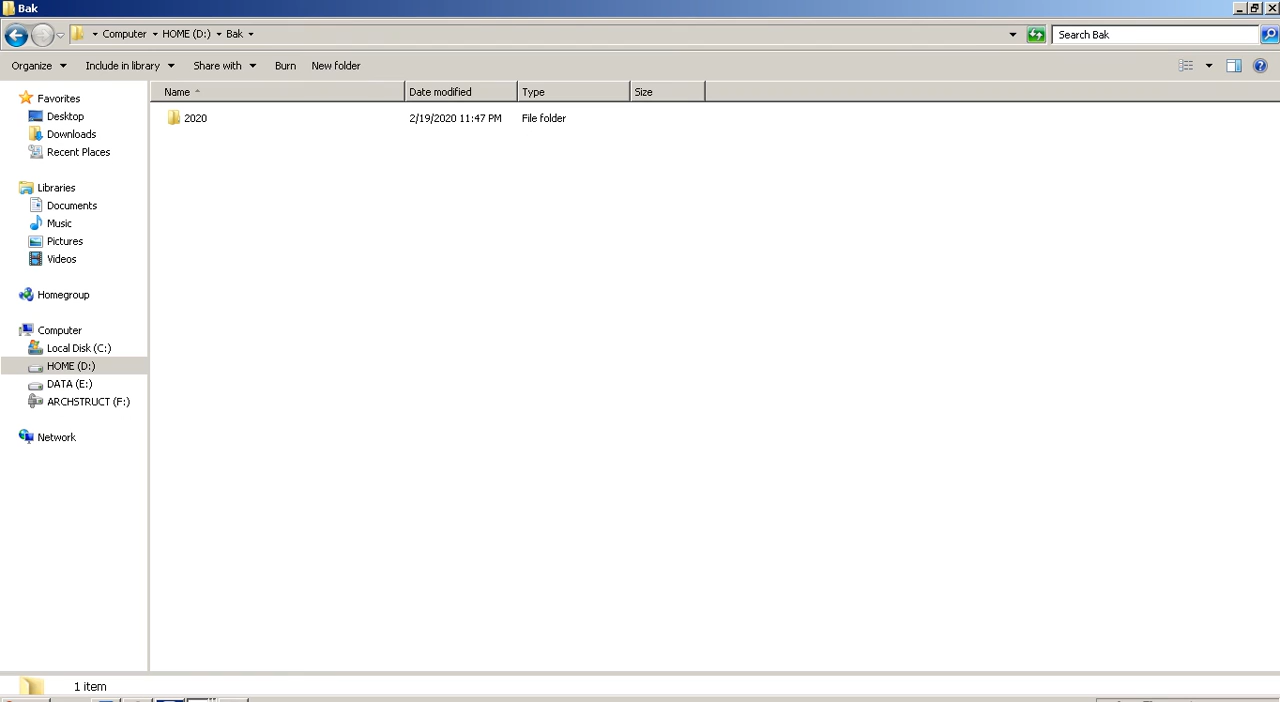 Bak
Computer HOME (D:) Bak
Search Bak
Organize Include in library Share with Burn New folder
Name Date modified Type Size
2020 2/19/2020 11:47 PM File folder
Favorites
Desktop
Downloads
Recent Places
Libraries
Documents
Music
Pictures
Videos
Homegroup
Computer
Local Disk (C:)
HOME (D:)
DATA (E:)
ARCHSTRUCT (F:)
Network
1 item